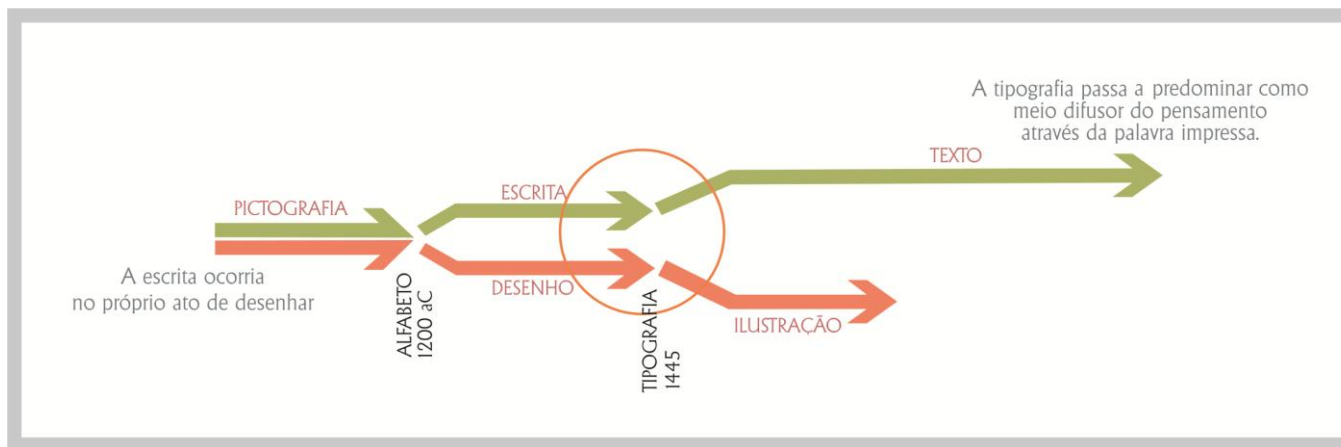 A tipografia passa a predominar como
meio difusor do pensamento
através da palavra impressa.
TEXTO
ESCRITA
PICTOGRAFIA
A escrita ocorria
no próprio ato de desenhar
DESENHO
ILUSTRAÇÃO
ALFABETO
1200 aC
TIPOGRAFIA
1445